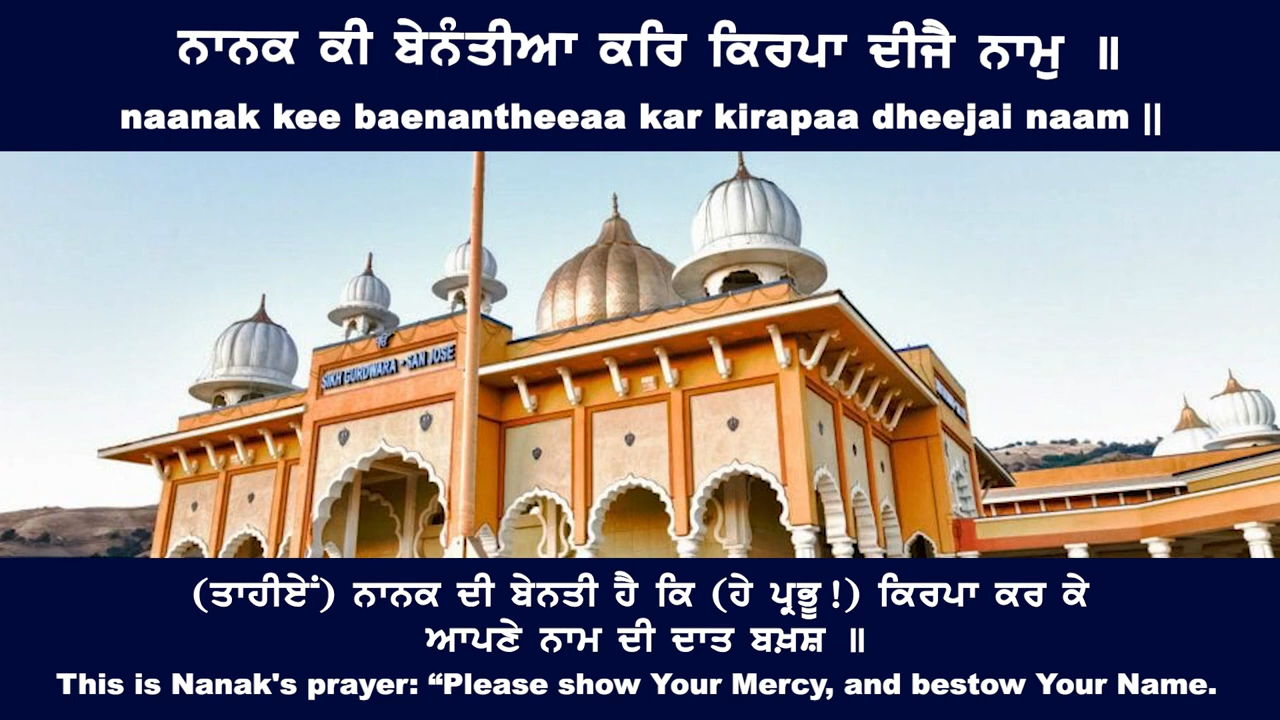 ਨਾਨਕ ਕੀ ਬੇਨੰਤੀਆ ਕਰਿ ਕਿਰਪਾ ਦੀਜੈ ਨਾਮੁ ॥
naanak kee baenantheeaa kar kirapaa dheejai naam ||
ੴ
SIKH GURDWARA - SAN JOSE
(ਤਾਹੀਏਂ) ਨਾਨਕ ਦੀ ਬੇਨਤੀ ਹੈ ਕਿ (ਹੇ ਪ੍ਰਭੂ!) ਕਿਰਪਾ ਕਰ ਕੇ
ਆਪਣੇ ਨਾਮ ਦੀ ਦਾਤ ਬਖ਼ਸ਼ ॥
This is Nanak's prayer: “Please show Your Mercy, and bestow Your Name.